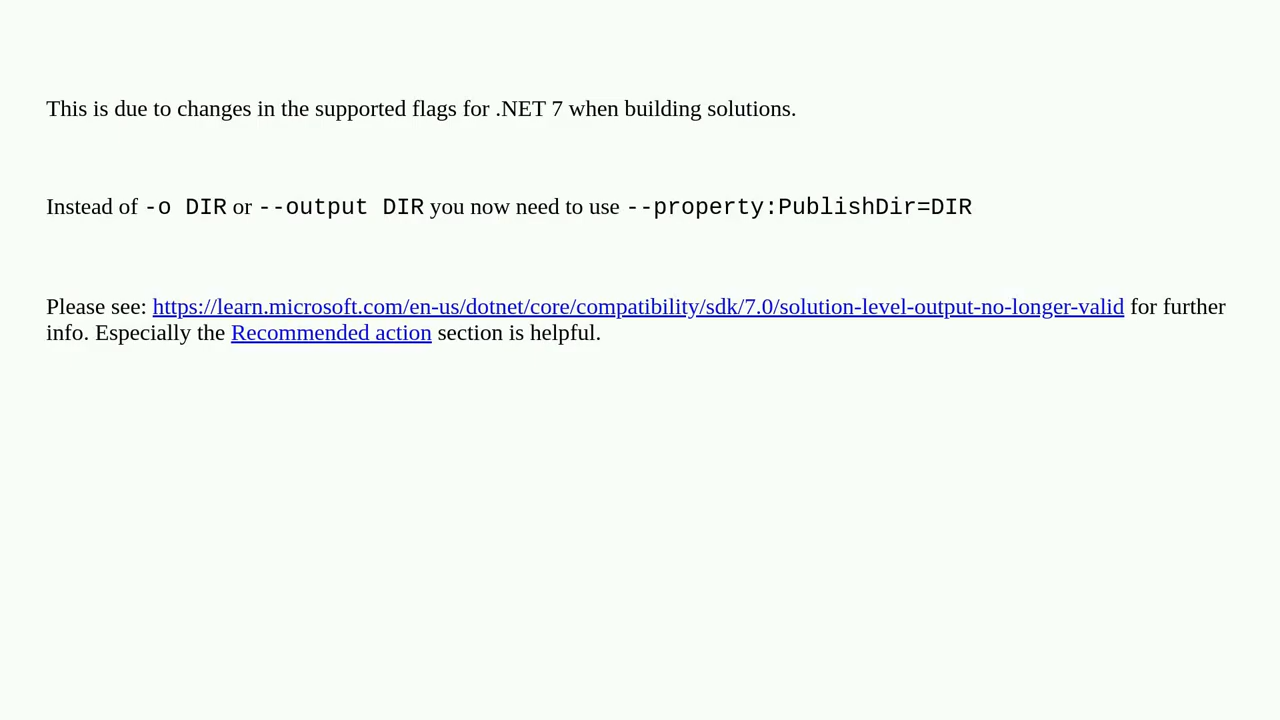 This is due to changes in the supported flags for .NET 7 when building solutions.
Instead of -o DIR or --output DIR you now need to use --property:PublishDir=DIR
Please see: https://learn.microsoft.com/en-us/dotnet/core/compatibility/sdk/7.0/solution-level-output-no-longer-valid for further
info. Especially the Recommended action section is helpful.